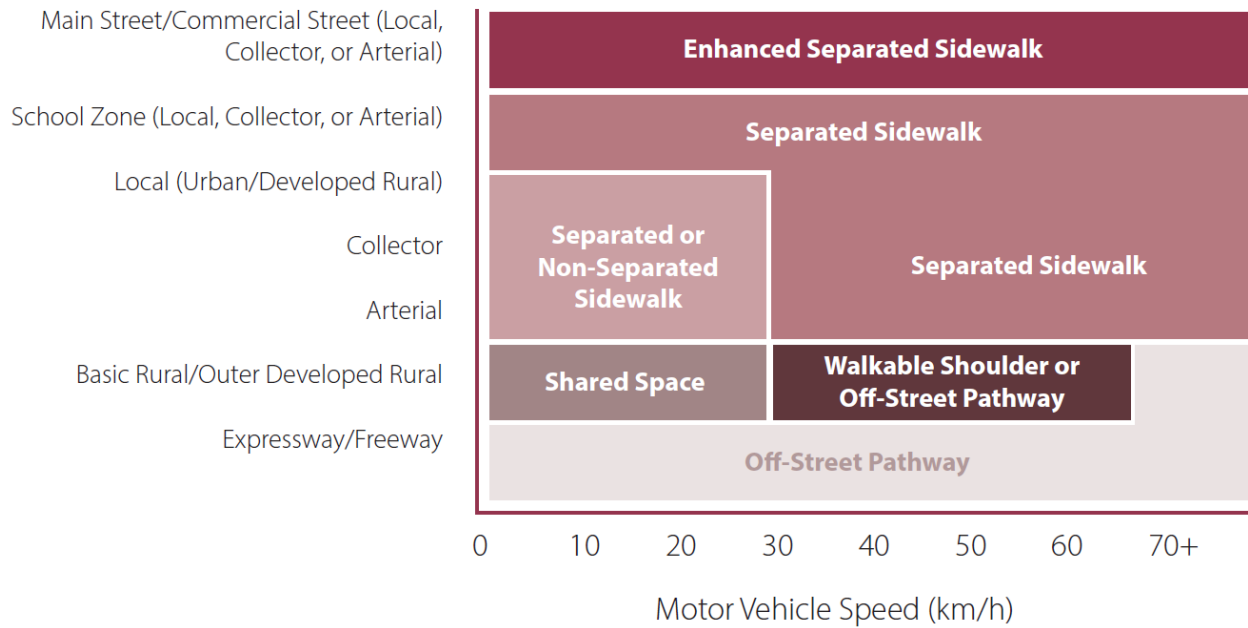 Main Street/Commercial Street (Local,
Collector, or Arterial)
Enhanced Separated Sidewalk
School Zone (Local, Collector, or Arterial)
Separated Sidewalk
Local (Urban/Developed Rural)
Collector
Separated or
Non-Separated
Sidewalk
Separated Sidewalk
Arterial
Basic Rural/Outer Developed Rural
Shared Space
Walkable Shoulder or
Off-Street Pathway
Expressway/Freeway
Off-Street Pathway
0 10 20 30 40 50 60 70+
Motor Vehicle Speed (km/h)